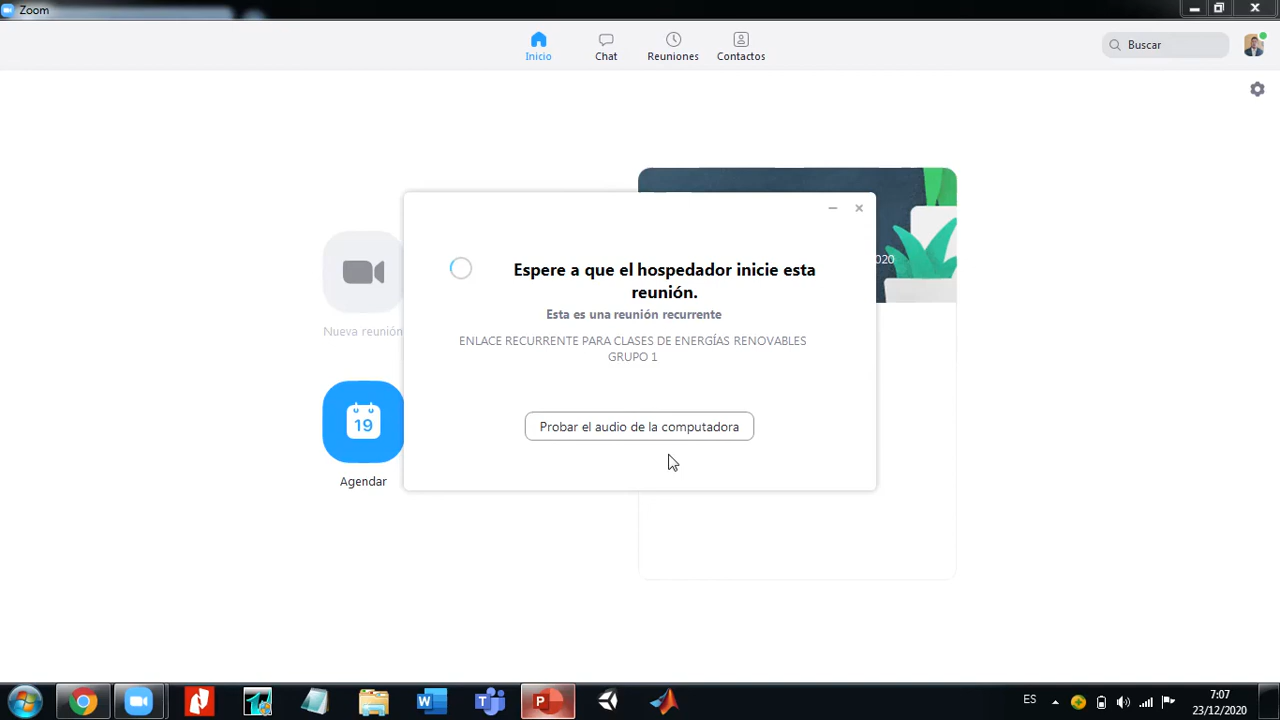 Zoom
Inicio
Chat
Reuniones
Contactos
Buscar
2020
Espere a que el hospedador inicie esta
reunión.
Esta es una reunión recurrente
ENLACE RECURRENTE PARA CLASES DE ENERGÍAS RENOVABLES
GRUPO 1
Nueva reunión
Probar el audio de la computadora
19
Agendar
ES
7:07
23/12/2020